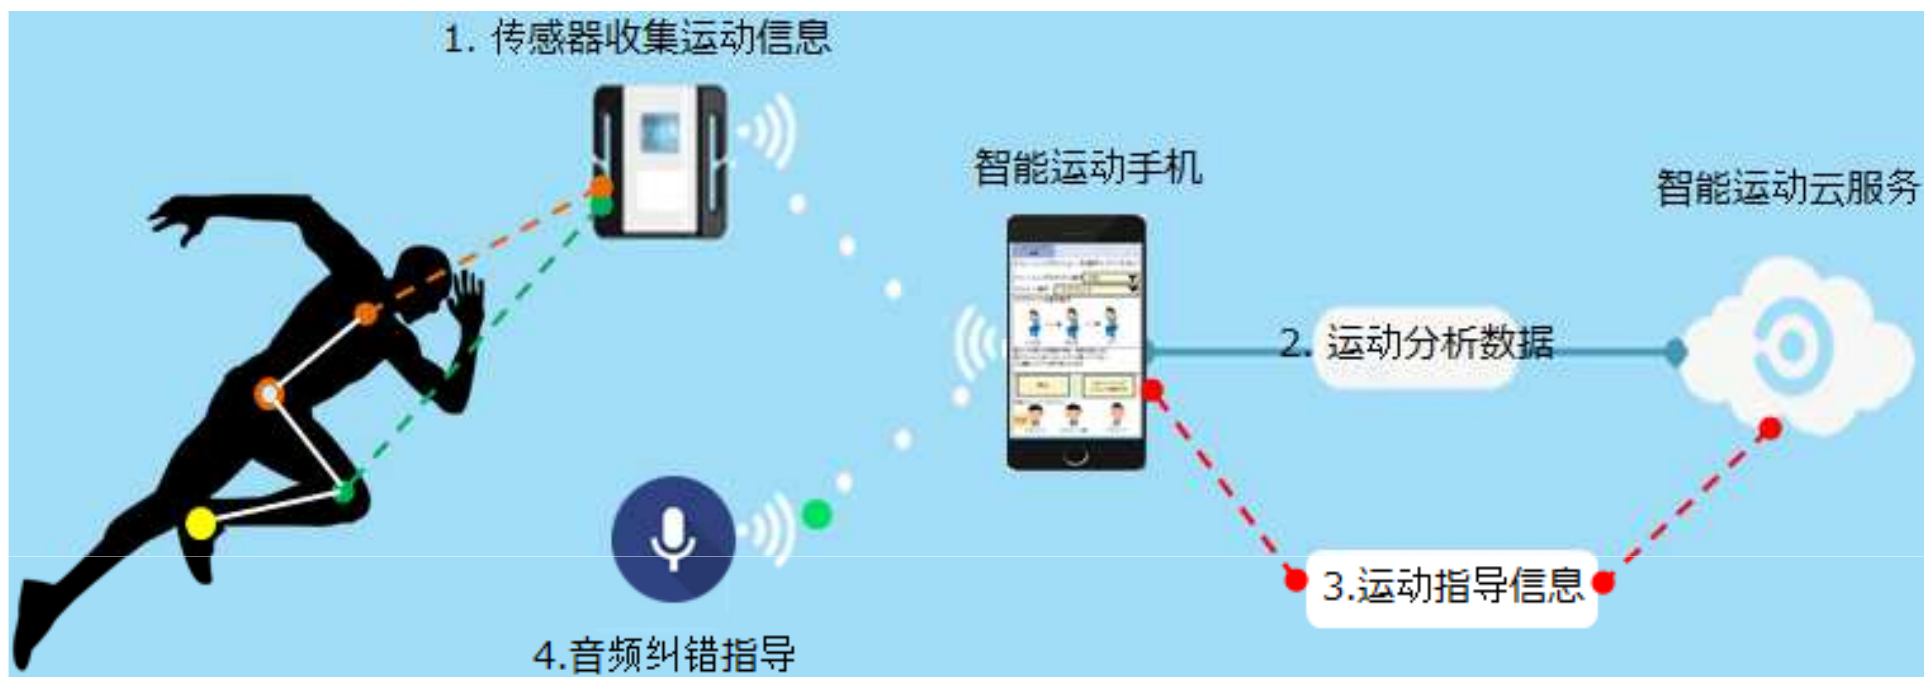 1. 传感器收集运动信息
智能运动手机
智能运动云服务
2. 运动分析数据
3.运动指导信息
4.音频纠错指导